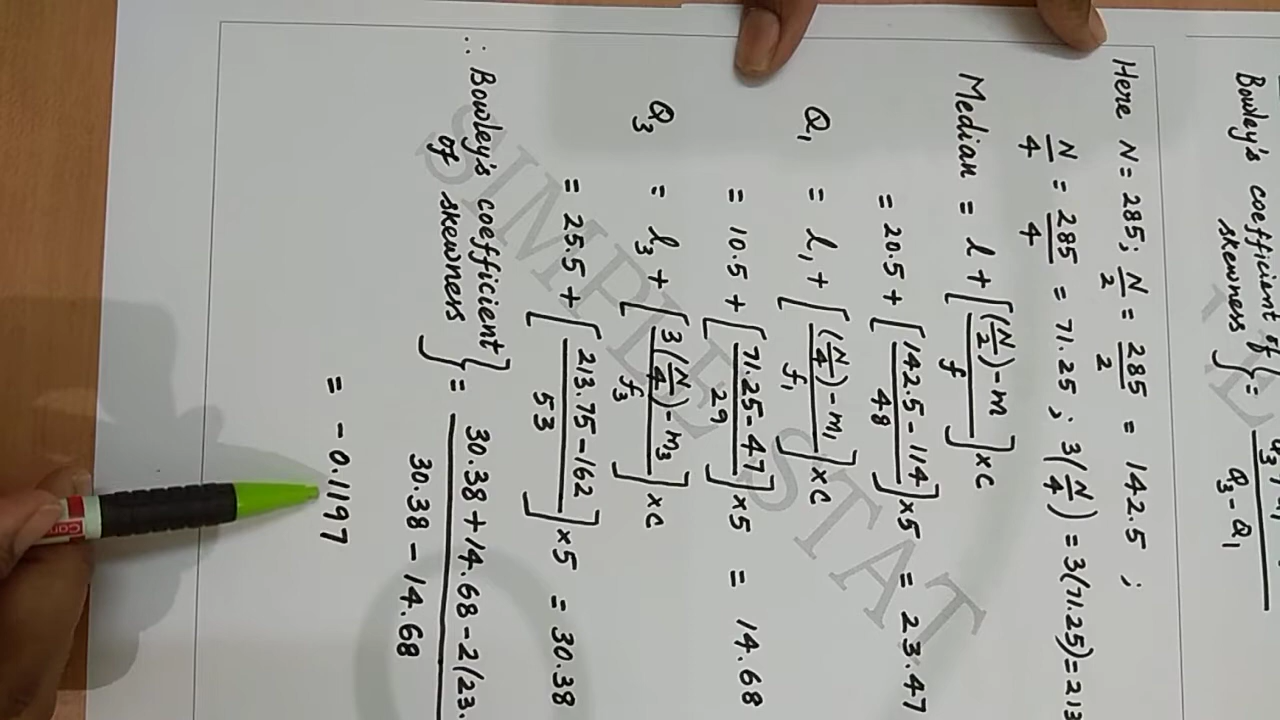 Bowley's coefficient of skewness } =
Q3 - Q1
Here N = 285; N/2 = 285/2 = 142.5 ;
N/4 = 285/4 = 71.25 ; 3(N/4) = 3(71.25) = 213
Median = l + [((N/2) - m)/f] × c
= 20.5 + [(142.5 - 114)/48] × 5 = 23.47
Q1 = l1 + [((N/4) - m1)/f1] × c
= 10.5 + [(71.25 - 47)/29] × 5 = 14.68
Q3 = l3 + [(3(N/4) - m3)/f3] × c
= 25.5 + [(213.75 - 162)/53] × 5 = 30.38
∴ Bowley's coefficient of skewness } = (30.38 + 14.68 - 2(23.)/(30.38 - 14.68
= - 0.1197
SIMPLE STAT